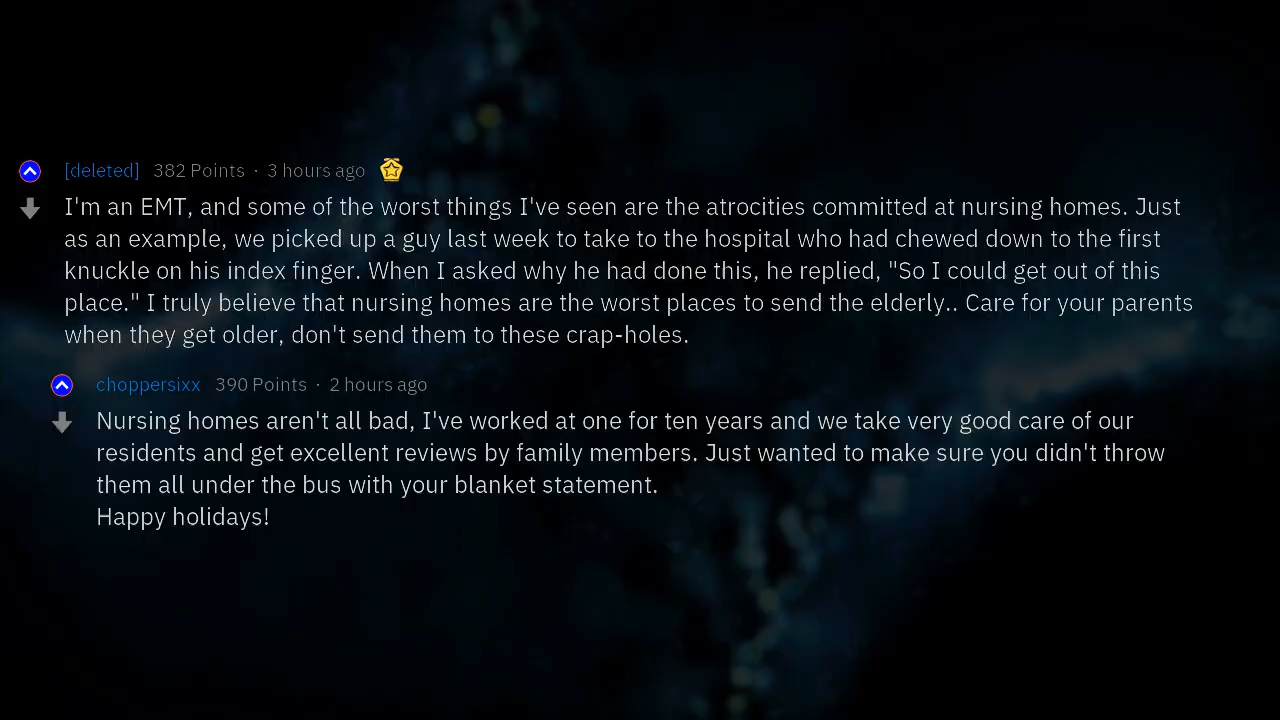 [deleted] 382 Points · 3 hours ago
I'm an EMT, and some of the worst things I've seen are the atrocities committed at nursing homes. Just
as an example, we picked up a guy last week to take to the hospital who had chewed down to the first
knuckle on his index finger. When I asked why he had done this, he replied, "So I could get out of this
place." I truly believe that nursing homes are the worst places to send the elderly.. Care for your parents
when they get older, don't send them to these crap-holes.
choppersixx 390 Points · 2 hours ago
Nursing homes aren't all bad, I've worked at one for ten years and we take very good care of our
residents and get excellent reviews by family members. Just wanted to make sure you didn't throw
them all under the bus with your blanket statement.
Happy holidays!